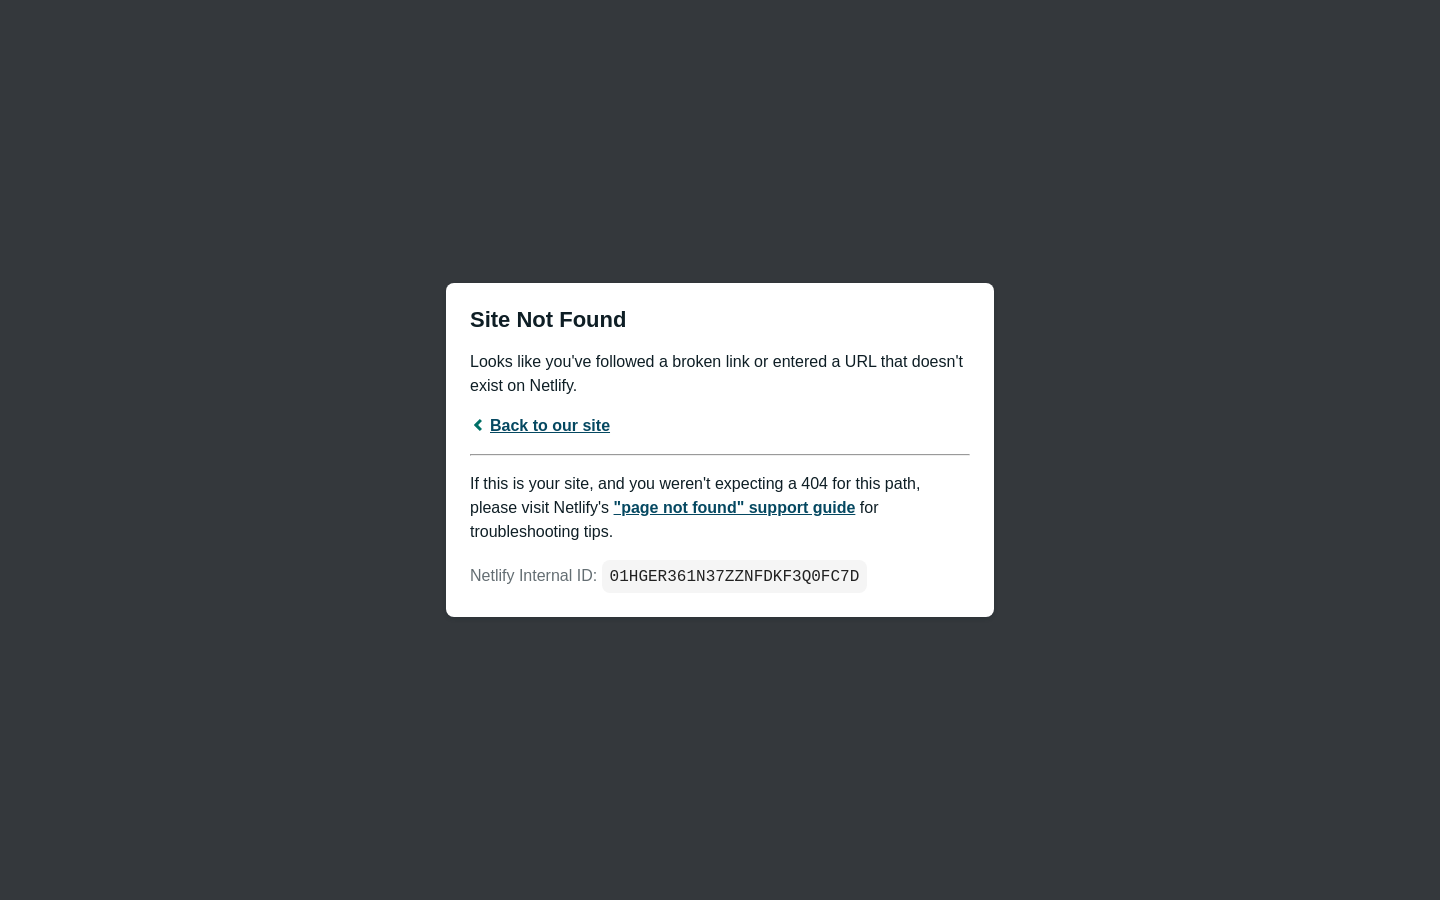 Site Not Found
Looks like you've followed a broken link or entered a URL that doesn't
exist on Netlify.
Back to our site
If this is your site, and you weren't expecting a 404 for this path,
please visit Netlify's "page not found" support guide for
troubleshooting tips.
Netlify Internal ID: 01HGER361N37ZZNFDKF3Q0FC7D